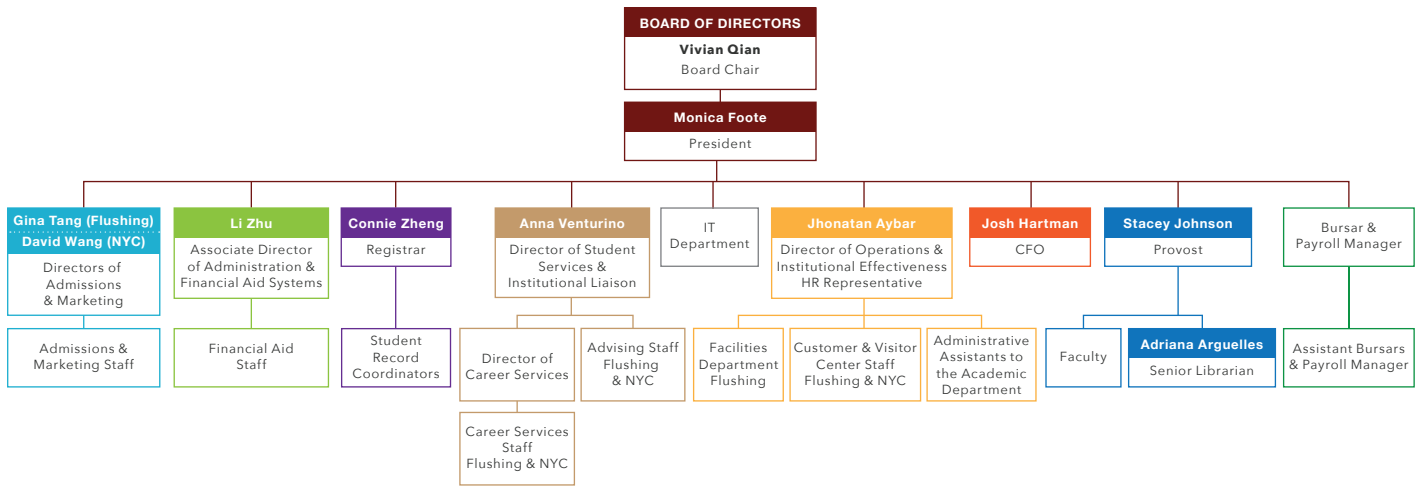 BOARD OF DIRECTORS
Vivian Qian
Board Chair
Monica Foote
President
Gina Tang (Flushing)
David Wang (NYC)
Directors of
Admissions
& Marketing
Admissions &
Marketing Staff
Li Zhu
Associate Director
of Administration &
Financial Aid Systems
Financial Aid
Staff
Connie Zheng
Registrar
Student
Record
Coordinators
Anna Venturino
Director of Student
Services &
Institutional Liaison
Director of
Career Services
Career Services
Staff
Flushing & NYC
Advising Staff
Flushing
& NYC
IT
Department
Jhonatan Aybar
Director of Operations &
Institutional Effectiveness
HR Representative
Facilities
Department
Flushing
Customer & Visitor
Center Staff
Flushing & NYC
Administrative
Assistants to
the Academic
Department
Josh Hartman
CFO
Stacey Johnson
Provost
Faculty
Adriana Arguelles
Senior Librarian
Bursar &
Payroll Manager
Assistant Bursars
& Payroll Manager